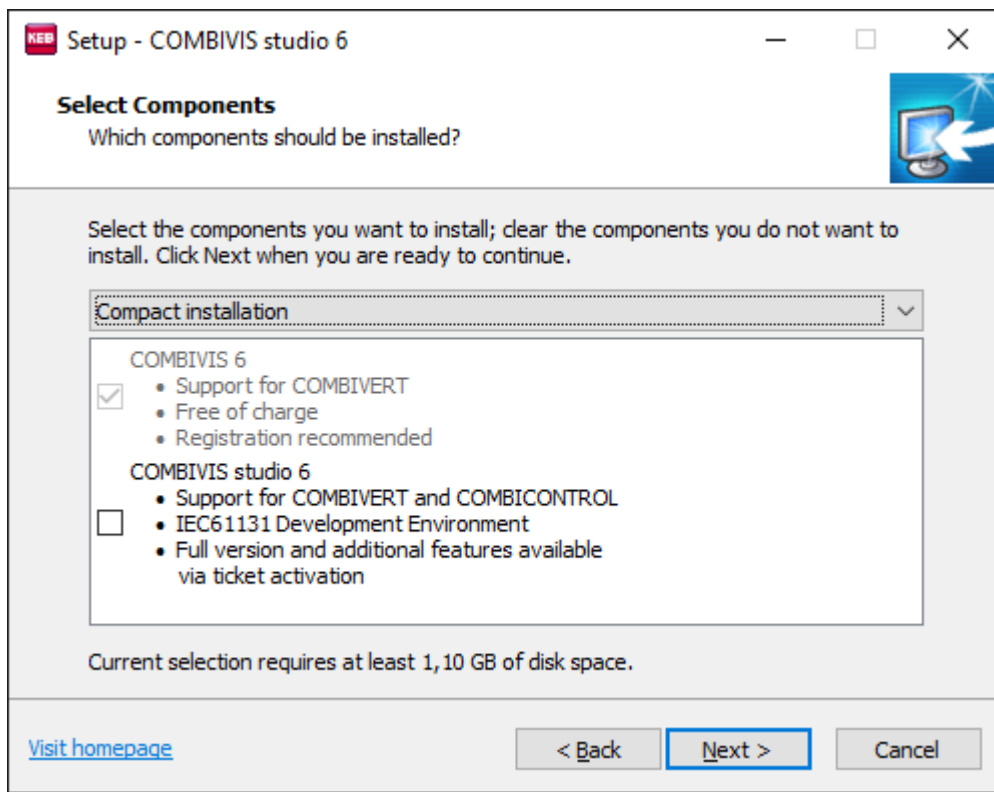 KEB Setup - COMBIVIS studio 6
Select Components
Which components should be installed?
Select the components you want to install; clear the components you do not want to
install. Click Next when you are ready to continue.
Compact installation
COMBIVIS 6
• Support for COMBIVERT
• Free of charge
• Registration recommended
COMBIVIS studio 6
• Support for COMBIVERT and COMBICONTROL
• IEC61131 Development Environment
• Full version and additional features available
via ticket activation
Current selection requires at least 1,10 GB of disk space.
Visit homepage
< Back
Next >
Cancel